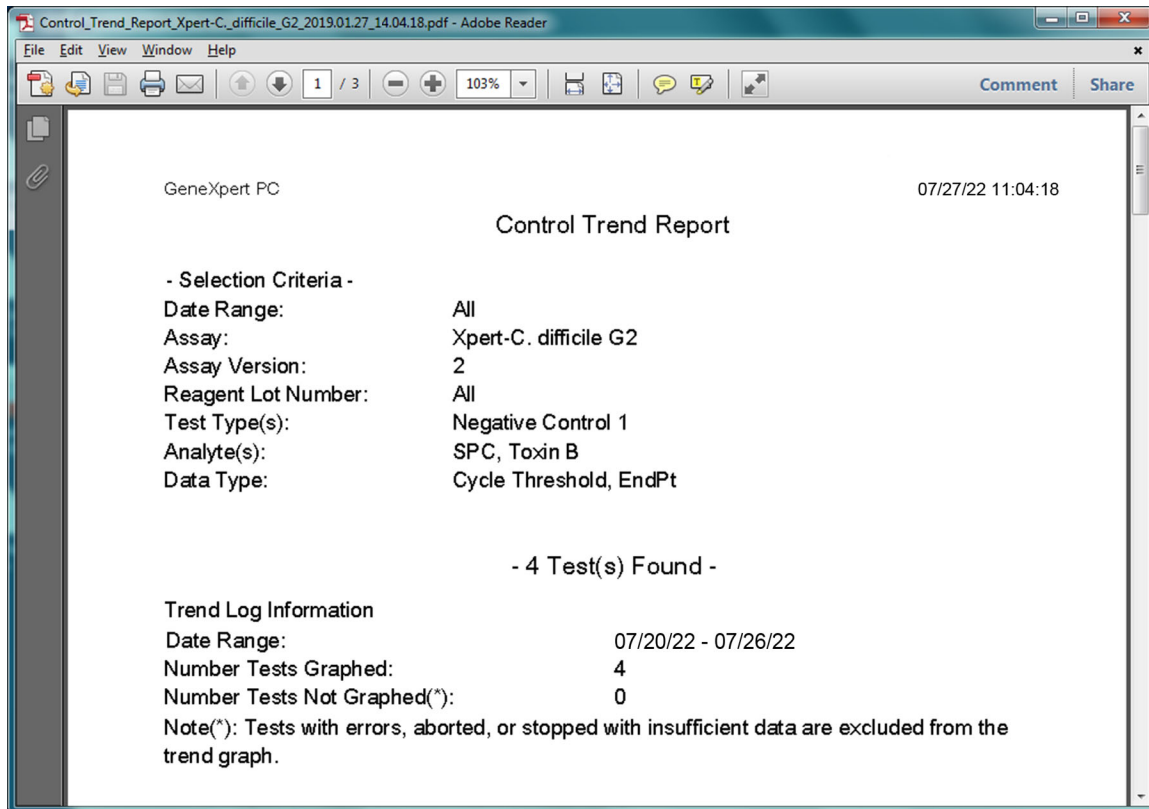 Control_Trend_Report_Xpert-C._difficile_G2_2019.01.27_14.04.18.pdf - Adobe Reader
File Edit View Window Help
1 / 3 103% Comment Share
GeneXpert PC 07/27/22 11:04:18
Control Trend Report
- Selection Criteria -
Date Range: All
Assay: Xpert-C. difficile G2
Assay Version: 2
Reagent Lot Number: All
Test Type(s): Negative Control 1
Analyte(s): SPC, Toxin B
Data Type: Cycle Threshold, EndPt
- 4 Test(s) Found -
Trend Log Information
Date Range: 07/20/22 - 07/26/22
Number Tests Graphed: 4
Number Tests Not Graphed(*): 0
Note(*): Tests with errors, aborted, or stopped with insufficient data are excluded from the
trend graph.